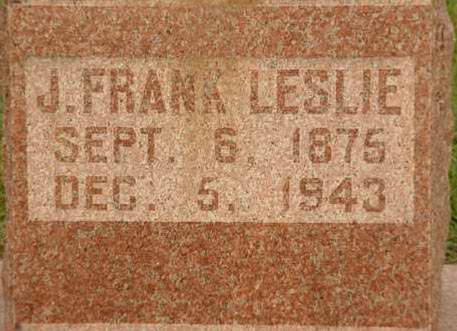 J. FRANK LESLIE
SEPT. 6, 1875
DEC. 5, 1943